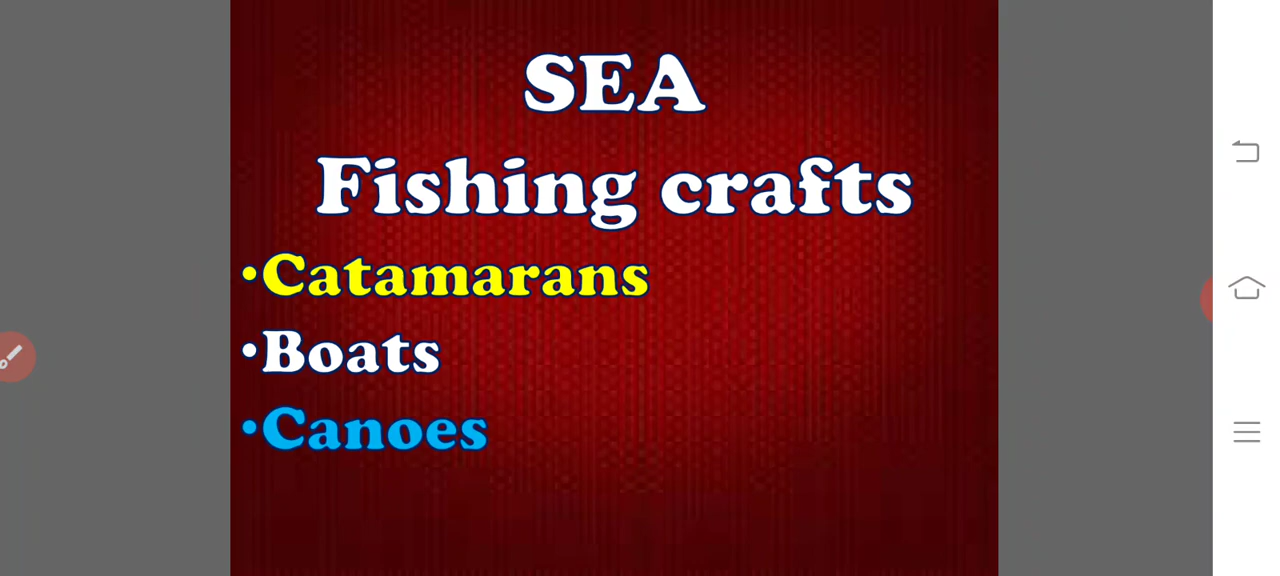 SEA
Fishing crafts
•Catamarans
•Boats
•Canoes